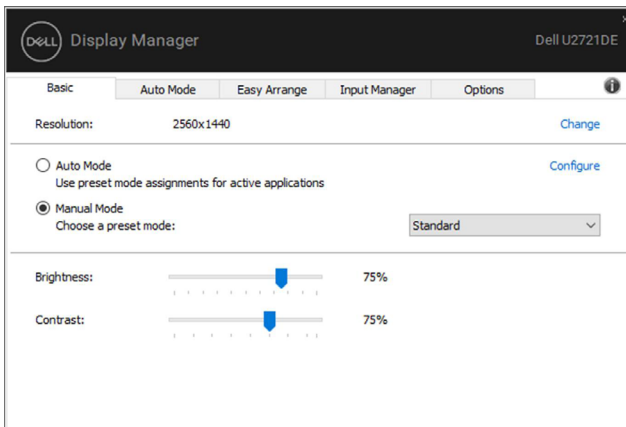 DELL Display Manager
Dell U2721DE
Basic Auto Mode Easy Arrange Input Manager Options
Resolution: 2560x1440 Change
Auto Mode Configure
Use preset mode assignments for active applications
Manual Mode
Choose a preset mode: Standard
Brightness: 75%
Contrast: 75%